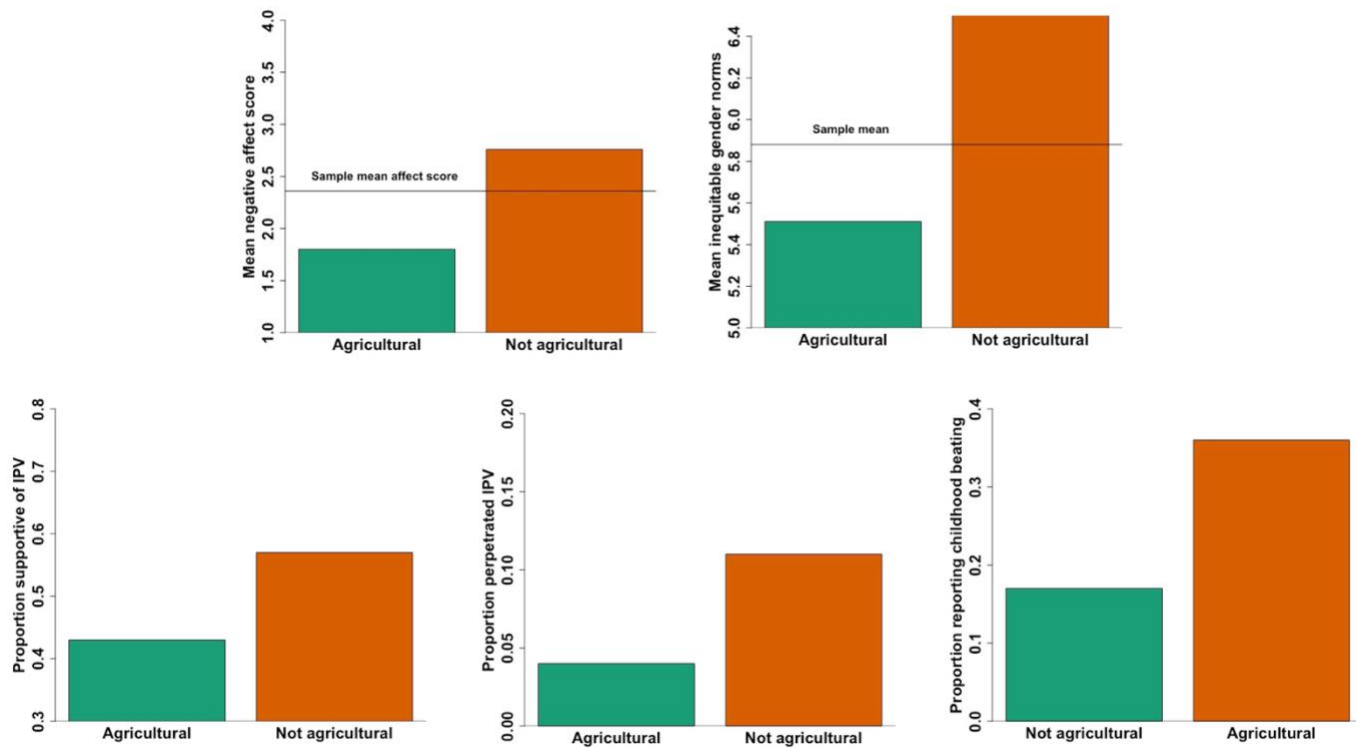 Mean negative affect score
4.0
3.5
3.0
2.5
2.0
1.5
1.0
Sample mean affect score
Agricultural
Not agricultural
Mean inequitable gender norms
6.4
6.2
6.0
5.8
5.6
5.4
5.2
5.0
Sample mean
Agricultural
Not agricultural
Proportion supportive of IPV
0.8
0.7
0.6
0.5
0.4
0.3
Agricultural
Not agricultural
Proportion perpetrated IPV
0.20
0.15
0.10
0.05
0.00
Agricultural
Not agricultural
Proportion reporting childhood beating
0.4
0.3
0.2
0.1
0.0
Not agricultural
Agricultural